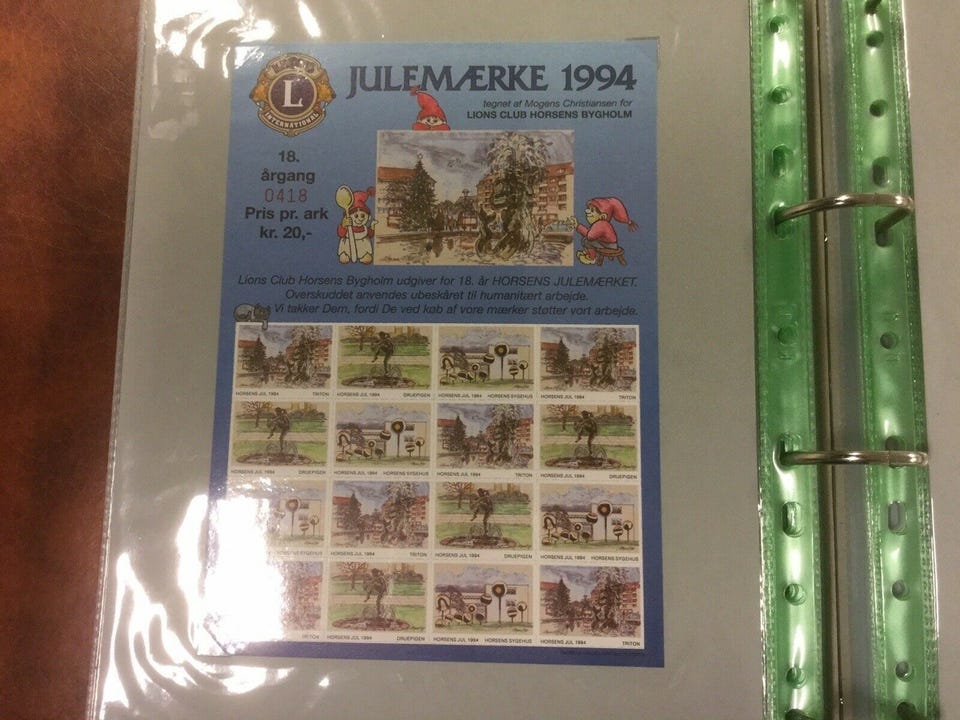 LIONS
L
INTERNATIONAL
JULEMÆRKE 1994
tegnet af Mogens Christiansen for
LIONS CLUB HORSENS BYGHOLM
18.
årgang
0418
Pris pr. ark
kr. 20,-
Lions Club Horsens Bygholm udgiver for 18. år HORSENS JULEMÆRKET.
Overskuddet anvendes ubeskåret til humanitært arbejde.
Vi takker Dem, fordi De ved køb af vore mærker støtter vort arbejde.
HORSENS JUL 1994 TRITON HORSENS JUL 1994 DRUEPIGEN HORSENS JUL 1994 HORSENS SYGEHUS HORSENS JUL 1994 TRITON
HORSENS JUL 1994 DRUEPIGEN HORSENS JUL 1994 HORSENS SYGEHUS HORSENS JUL 1994 TRITON HORSENS JUL 1994 DRUEPIGEN
HORSENS SYGEHUS HORSENS JUL 1994 TRITON HORSENS JUL 1994 DRUEPIGEN HORSENS JUL 1994 HORSENS SYGEHUS
TRITON HORSENS JUL 1994 DRUEPIGEN HORSENS JUL 1994 HORSENS SYGEHUS HORSENS JUL 1994 TRITON